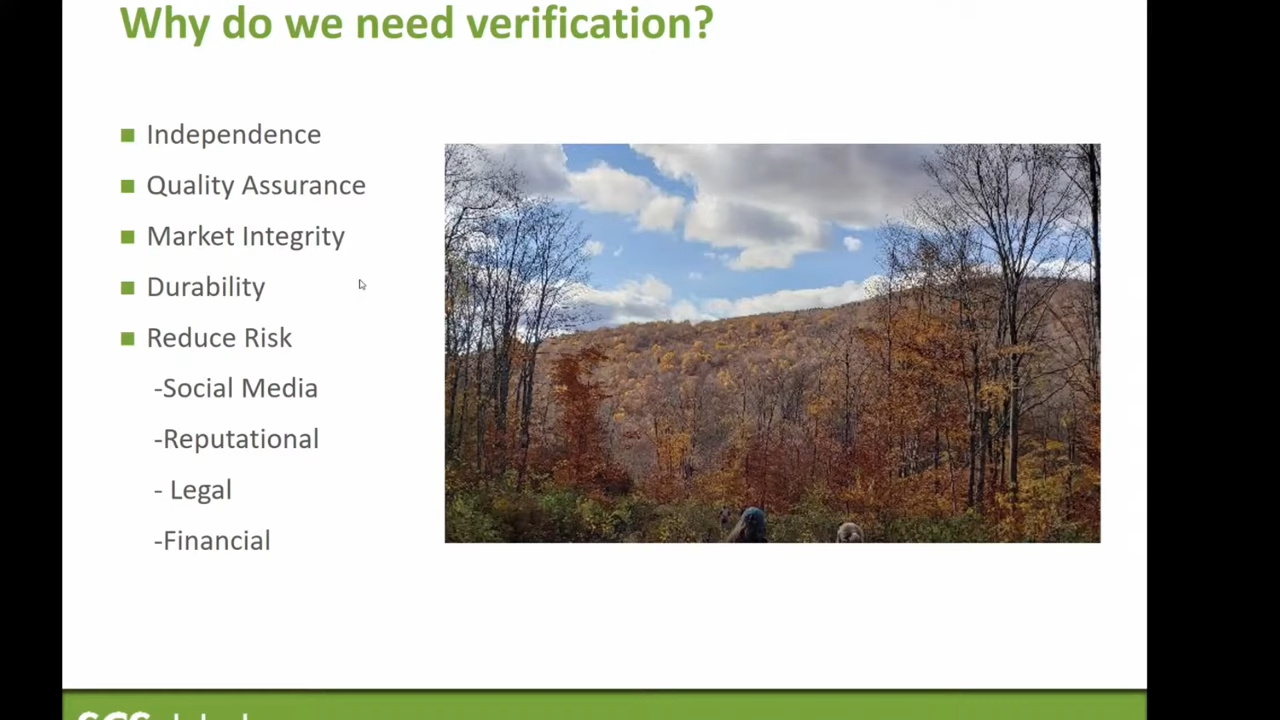 Why do we need verification?
Independence
Quality Assurance
Market Integrity
Durability
Reduce Risk
-Social Media
-Reputational
- Legal
-Financial